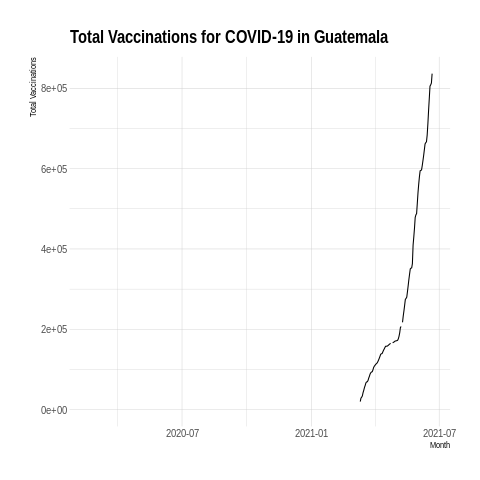 Total Vaccinations for COVID-19 in Guatemala
Total Vaccinations
8e+05
6e+05
4e+05
2e+05
0e+00
2020-07 2021-01 2021-07
Month